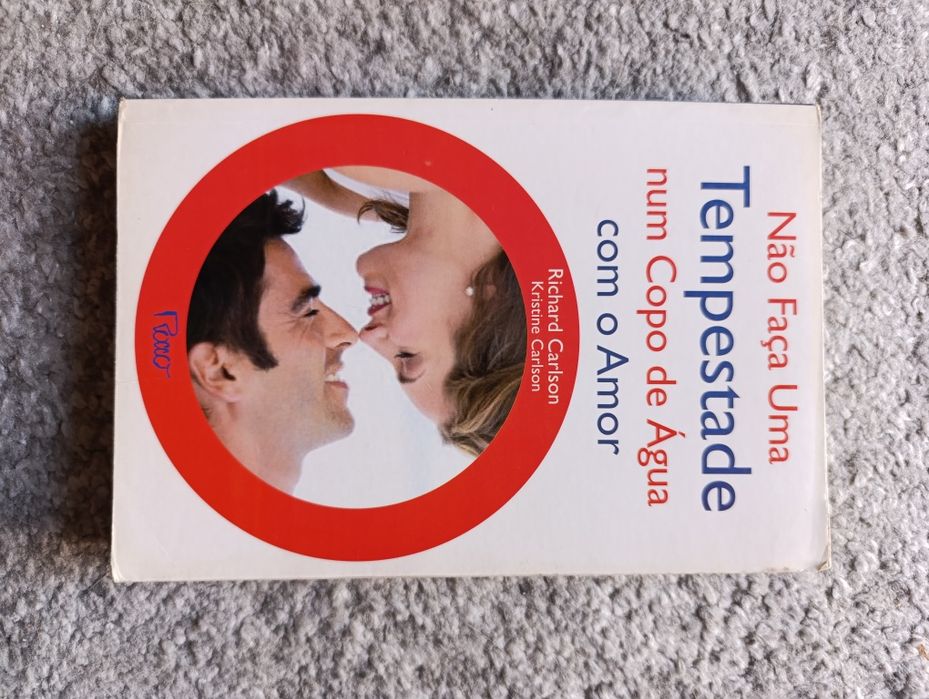 Não Faça Uma
Tempestade
num Copo de Água
com o Amor
Richard Carlson
Kristine Carlson
Rocco